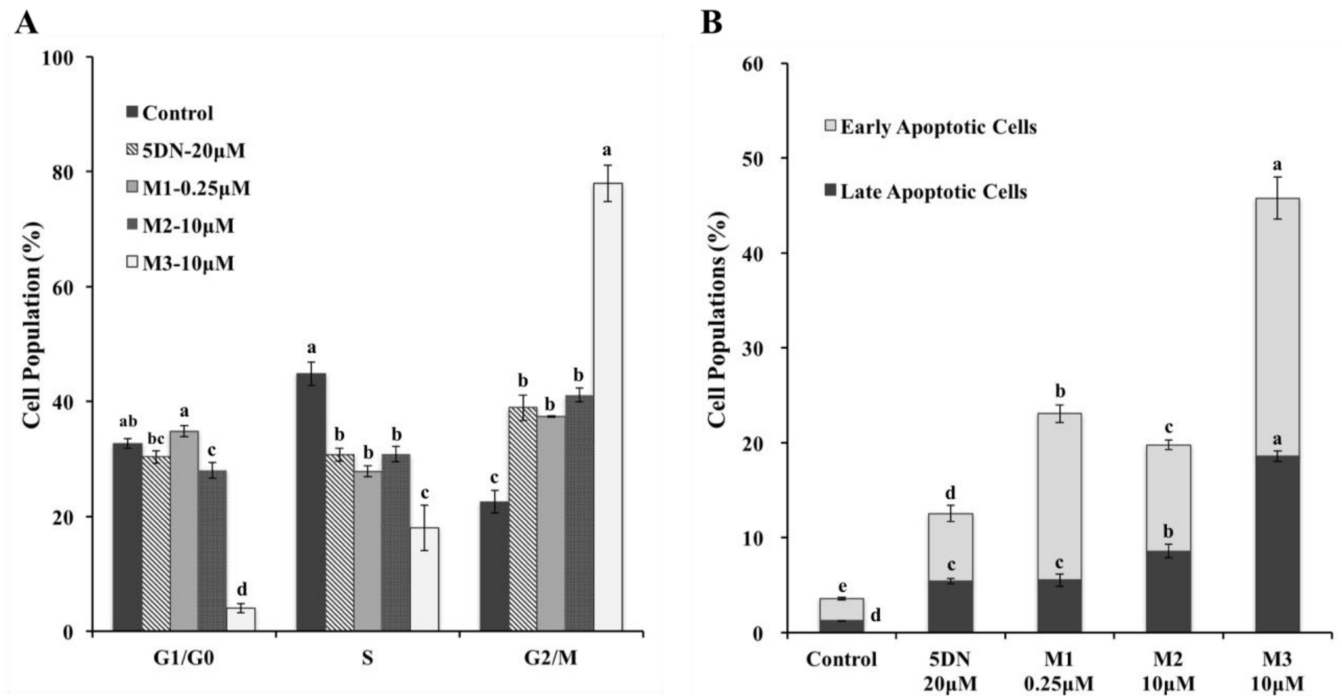 A
Cell Population (%)
100
80
60
40
20
0
Control
5DN-20μM
M1-0.25μM
M2-10μM
M3-10μM
ab
bc
a
c
d
a
b
b
b
c
c
b
b
b
a
G1/G0
S
G2/M
B
Cell Populations (%)
60
50
40
30
20
10
0
Early Apoptotic Cells
Late Apoptotic Cells
e
d
d
c
b
c
c
b
a
a
Control
5DN
20μM
M1
0.25μM
M2
10μM
M3
10μM